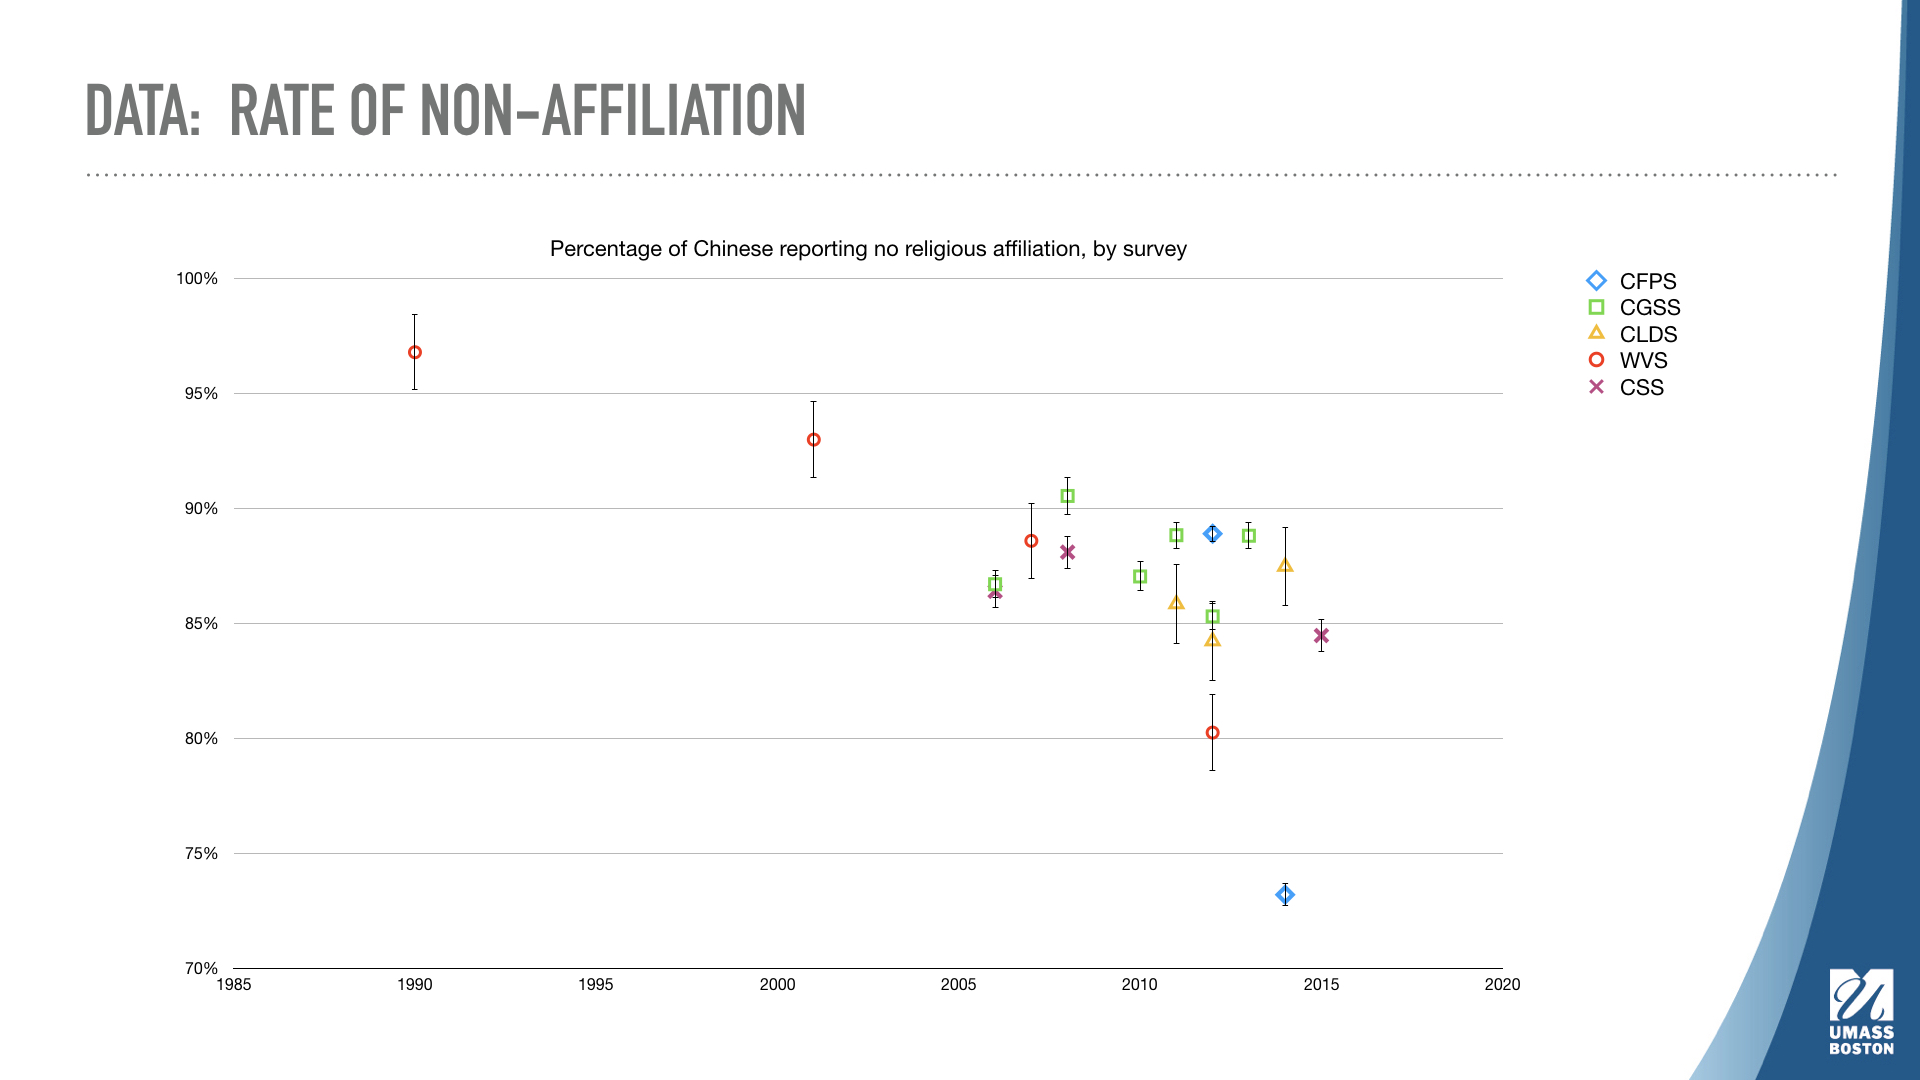 DATA: RATE OF NON-AFFILIATION
Percentage of Chinese reporting no religious affiliation, by survey
100%
95%
90%
85%
80%
75%
70%
1985
1990
1995
2000
2005
2010
2015
2020
CFPS
CGSS
CLDS
WVS
CSS
UMASS
BOSTON